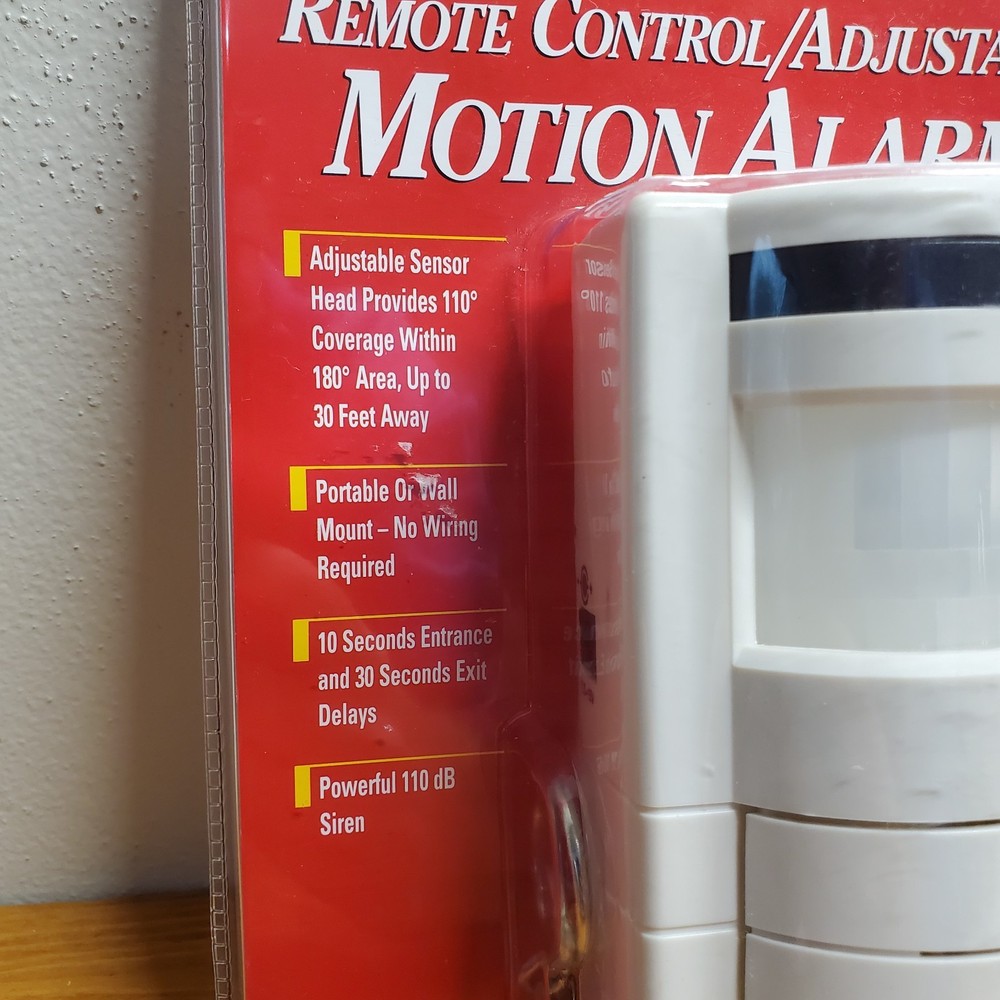 REMOTE CONTROL/ADJUSTA
MOTION ALARM
Adjustable Sensor
Head Provides 110°
Coverage Within
180° Area, Up to
30 Feet Away
Portable Or Wall
Mount – No Wiring
Required
10 Seconds Entrance
and 30 Seconds Exit
Delays
Powerful 110 dB
Siren